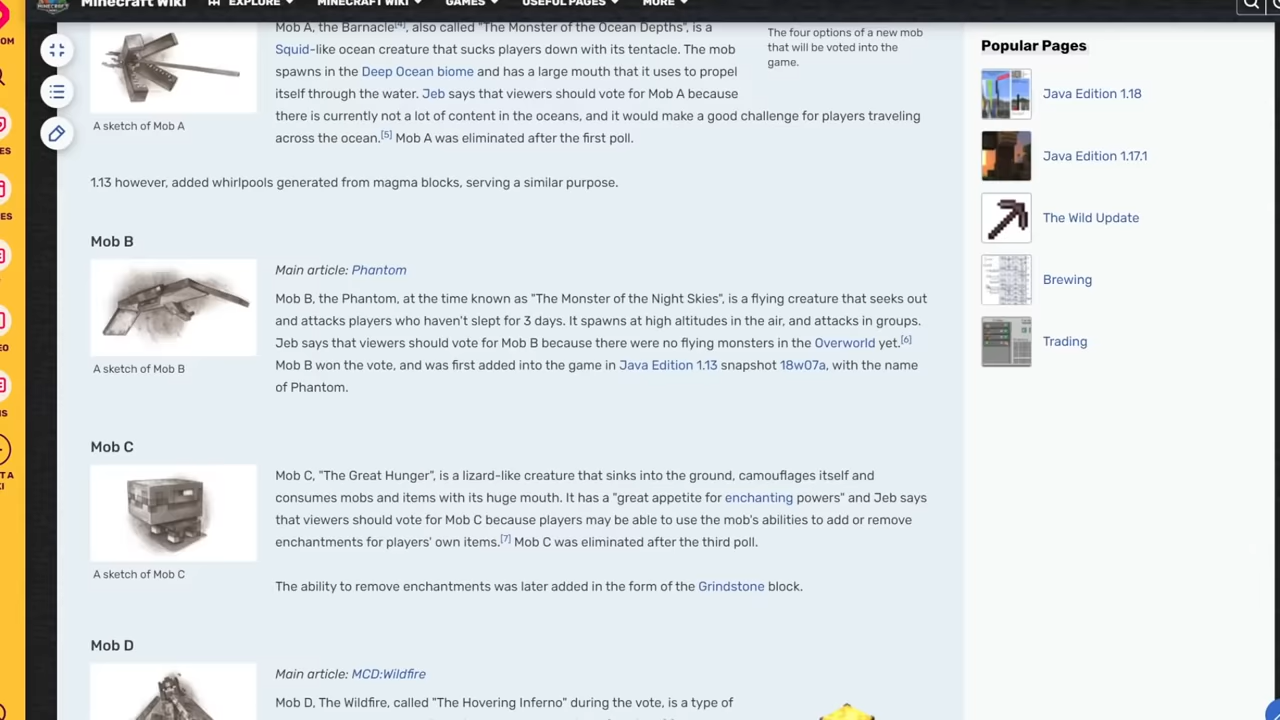 Minecraft Wiki
EXPLORE
MINECRAFT WIKI
GAMES
USEFUL PAGES
MORE
Mob A, the Barnacle[4], also called "The Monster of the Ocean Depths", is a
Squid-like ocean creature that sucks players down with its tentacle. The mob
spawns in the Deep Ocean biome and has a large mouth that it uses to propel
itself through the water. Jeb says that viewers should vote for Mob A because
there is currently not a lot of content in the oceans, and it would make a good challenge for players traveling
across the ocean.[5] Mob A was eliminated after the first poll.
A sketch of Mob A
The four options of a new mob
that will be voted into the
game.
1.13 however, added whirlpools generated from magma blocks, serving a similar purpose.
Mob B
Main article: Phantom
Mob B, the Phantom, at the time known as "The Monster of the Night Skies", is a flying creature that seeks out
and attacks players who haven't slept for 3 days. It spawns at high altitudes in the air, and attacks in groups.
Jeb says that viewers should vote for Mob B because there were no flying monsters in the Overworld yet.[6]
Mob B won the vote, and was first added into the game in Java Edition 1.13 snapshot 18w07a, with the name
of Phantom.
A sketch of Mob B
Mob C
Mob C, "The Great Hunger", is a lizard-like creature that sinks into the ground, camouflages itself and
consumes mobs and items with its huge mouth. It has a "great appetite for enchanting powers" and Jeb says
that viewers should vote for Mob C because players may be able to use the mob's abilities to add or remove
enchantments for players' own items.[7] Mob C was eliminated after the third poll.
A sketch of Mob C
The ability to remove enchantments was later added in the form of the Grindstone block.
Mob D
Main article: MCD:Wildfire
Mob D, The Wildfire, called "The Hovering Inferno" during the vote, is a type of
Popular Pages
Java Edition 1.18
Java Edition 1.17.1
The Wild Update
Brewing
Trading